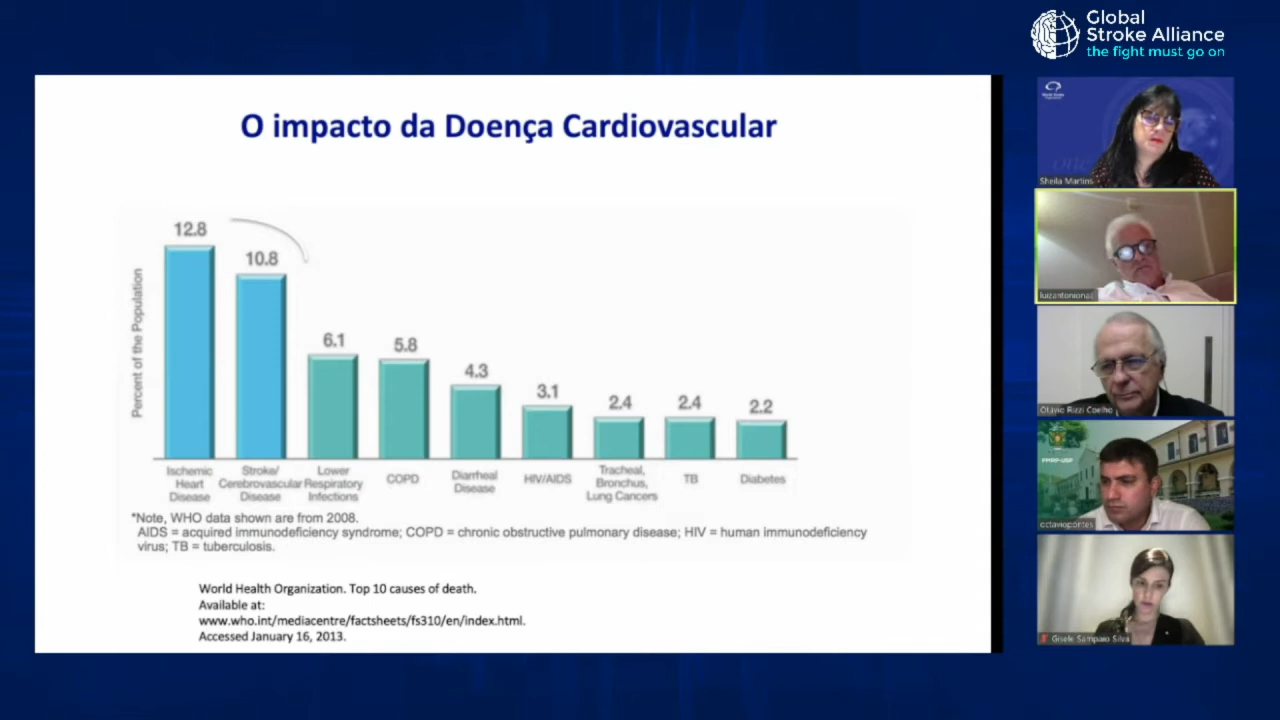 Global
Stroke Alliance
the fight must go on
O impacto da Doença Cardiovascular
Percent of the Population
12.8
10.8
6.1
5.8
4.3
3.1
2.4
2.4
2.2
Ischemic
Heart
Disease
Stroke/
Cerebrovascular
Disease
Lower
Respiratory
Infections
COPD
Diarrheal
Disease
HIV/AIDS
Tracheal,
Bronchus,
Lung Cancers
TB
Diabetes
*Note, WHO data shown are from 2008.
AIDS = acquired immunodeficiency syndrome; COPD = chronic obstructive pulmonary disease; HIV = human immunodeficiency
virus; TB = tuberculosis.
World Health Organization. Top 10 causes of death.
Available at:
www.who.int/mediacentre/factsheets/fs310/en/index.html.
Accessed January 16, 2013.
Sheila Martins
Otavio Rizzi Coelho
FMRP-USP
octaviopontes
Gisele Sampaio Silva